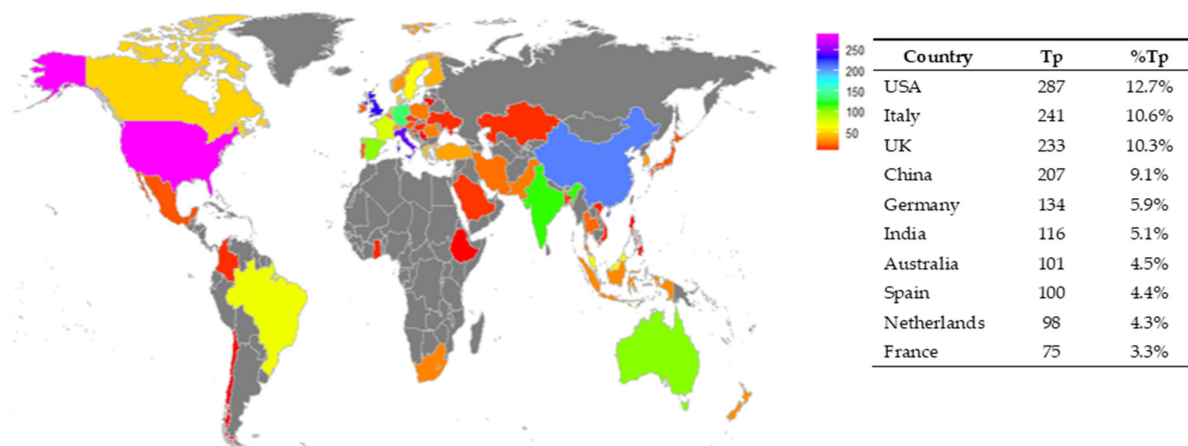 250
200
150
100
50
Country Tp %Tp
USA 287 12.7%
Italy 241 10.6%
UK 233 10.3%
China 207 9.1%
Germany 134 5.9%
India 116 5.1%
Australia 101 4.5%
Spain 100 4.4%
Netherlands 98 4.3%
France 75 3.3%